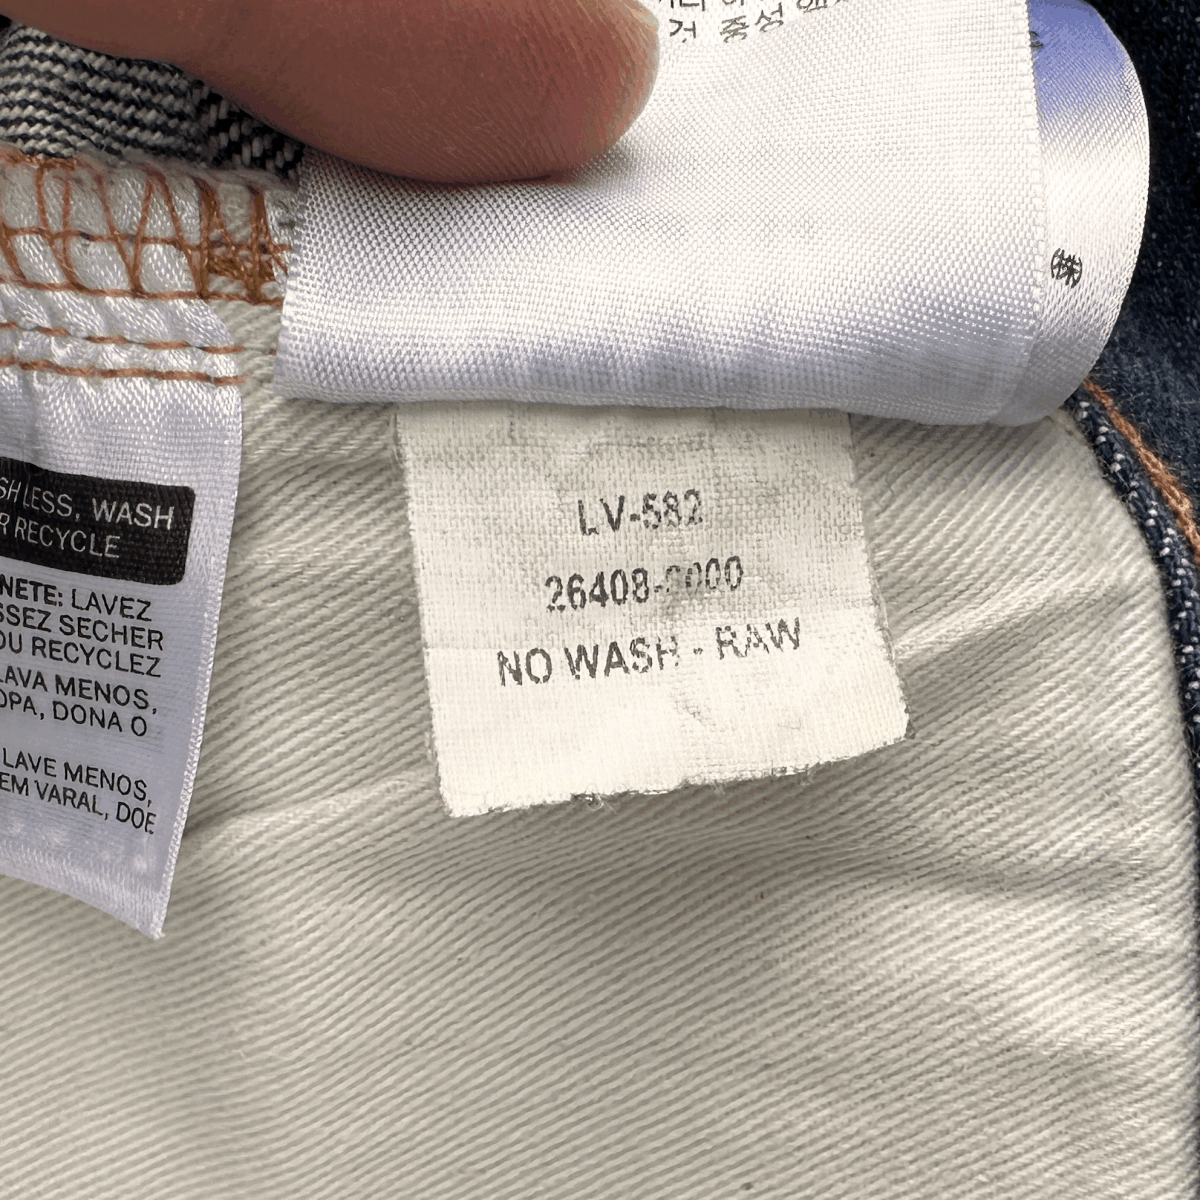 SH LESS, WASH
R RECYCLE
NETE: LAVEZ
SSEZ SECHER
OU RECYCLEZ
LAVA MENOS,
OPA, DONA O
LAVE MENOS,
EM VARAL, DOE
LV-582
26408-0000
NO WASH - RAW